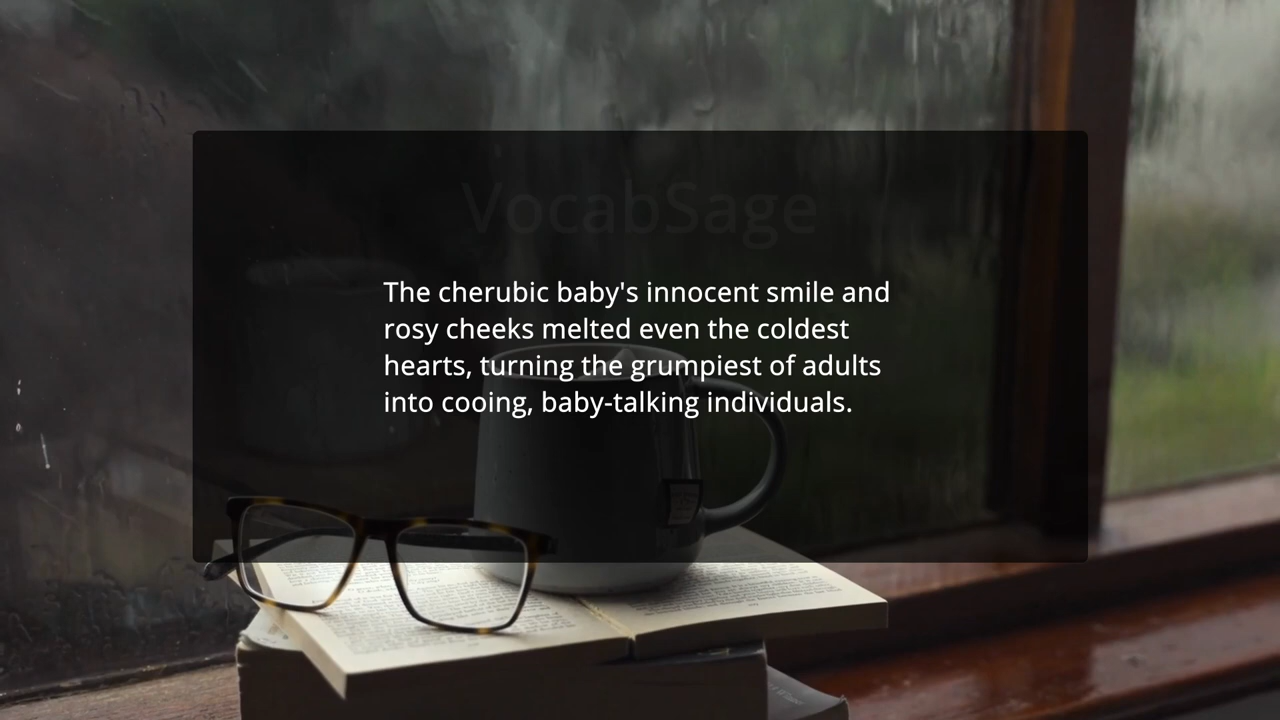 VocabSage
The cherubic baby's innocent smile and
rosy cheeks melted even the coldest
hearts, turning the grumpiest of adults
into cooing, baby-talking individuals.